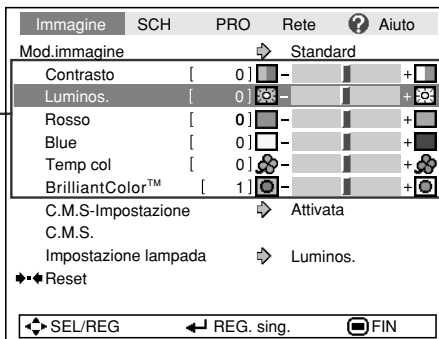 Immagine SCH PRO Rete ? Aiuto
Mod.immagine Standard
Contrasto [ 0 ] - +
Luminos. [ 0 ] - +
Rosso [ 0 ] - +
Blue [ 0 ] - +
Temp col [ 0 ] - +
BrilliantColor™ [ 1 ] - +
C.M.S-Impostazione Attivata
C.M.S.
Impostazione lampada Luminos.
Reset
SEL/REG REG. sing. FIN